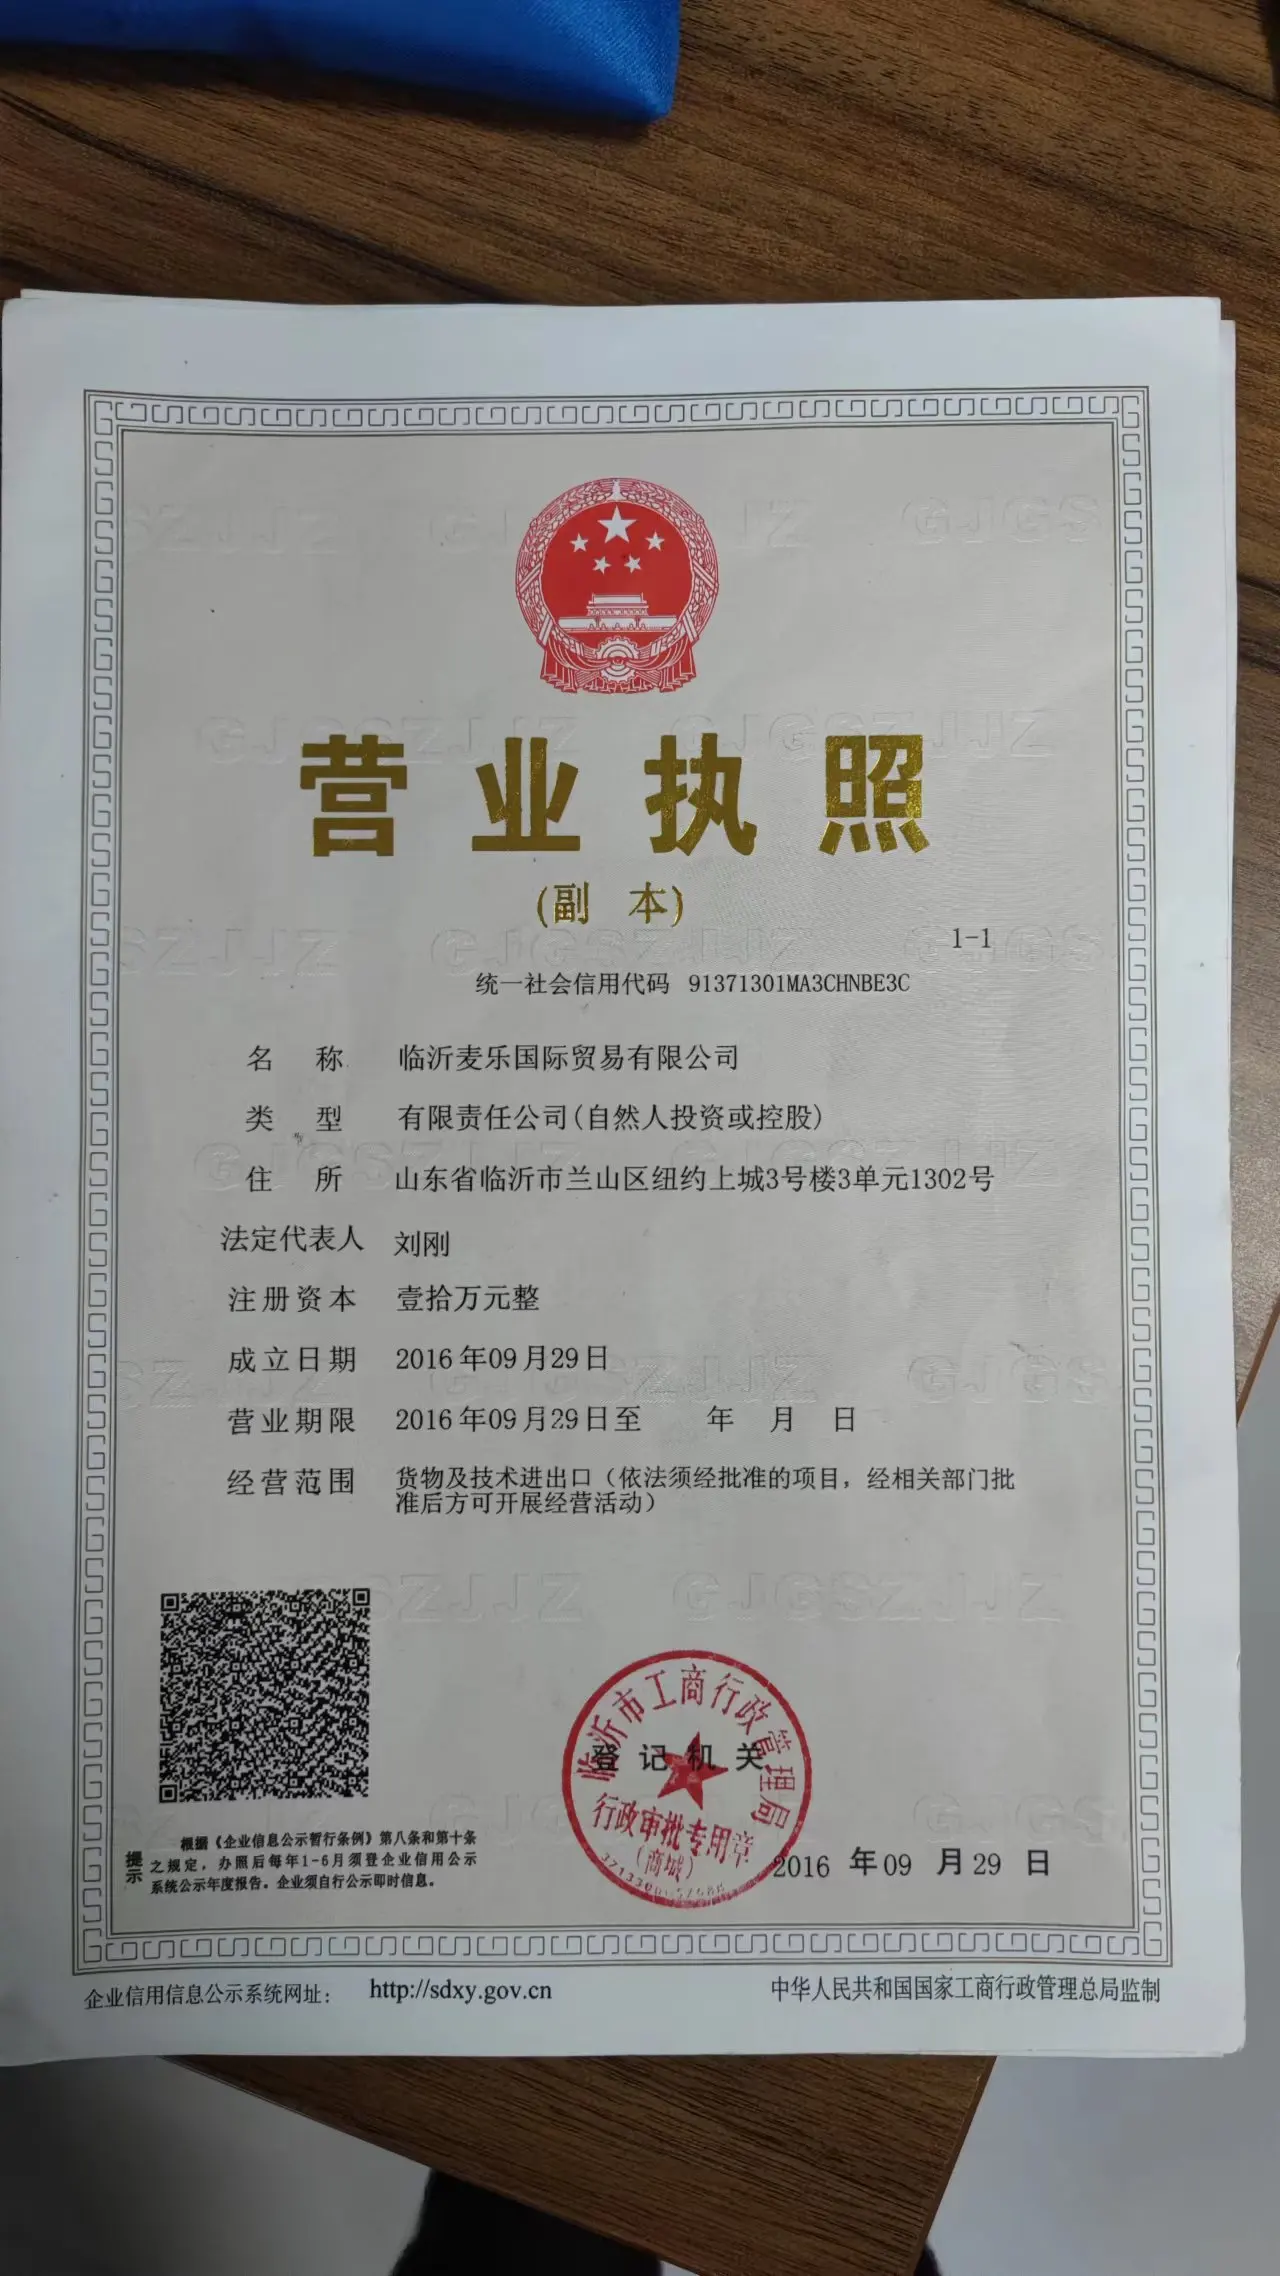 营业执照
(副 本)
1-1
统一社会信用代码 91371301MA3CHNBE3C
名 称 临沂麦乐国际贸易有限公司
类 型 有限责任公司(自然人投资或控股)
住 所 山东省临沂市兰山区纽约上城3号楼3单元1302号
法定代表人 刘刚
注册资本 壹拾万元整
成立日期 2016年09月29日
营业期限 2016年09月29日至 年 月 日
经营范围 货物及技术进出口（依法须经批准的项目，经相关部门批
准后方可开展经营活动）
临沂市工商行政管理局
登记机关
行政审批专用章
(商城)
2016 年 09 月 29 日
提示
根据《企业信息公示暂行条例》第八条和第十条
之规定，办照后每年1-6月须登企业信用公示
系统公示年度报告。企业须自行公示即时信息。
企业信用信息公示系统网址： http://sdxy.gov.cn
中华人民共和国国家工商行政管理总局监制
GJGSZJJZ